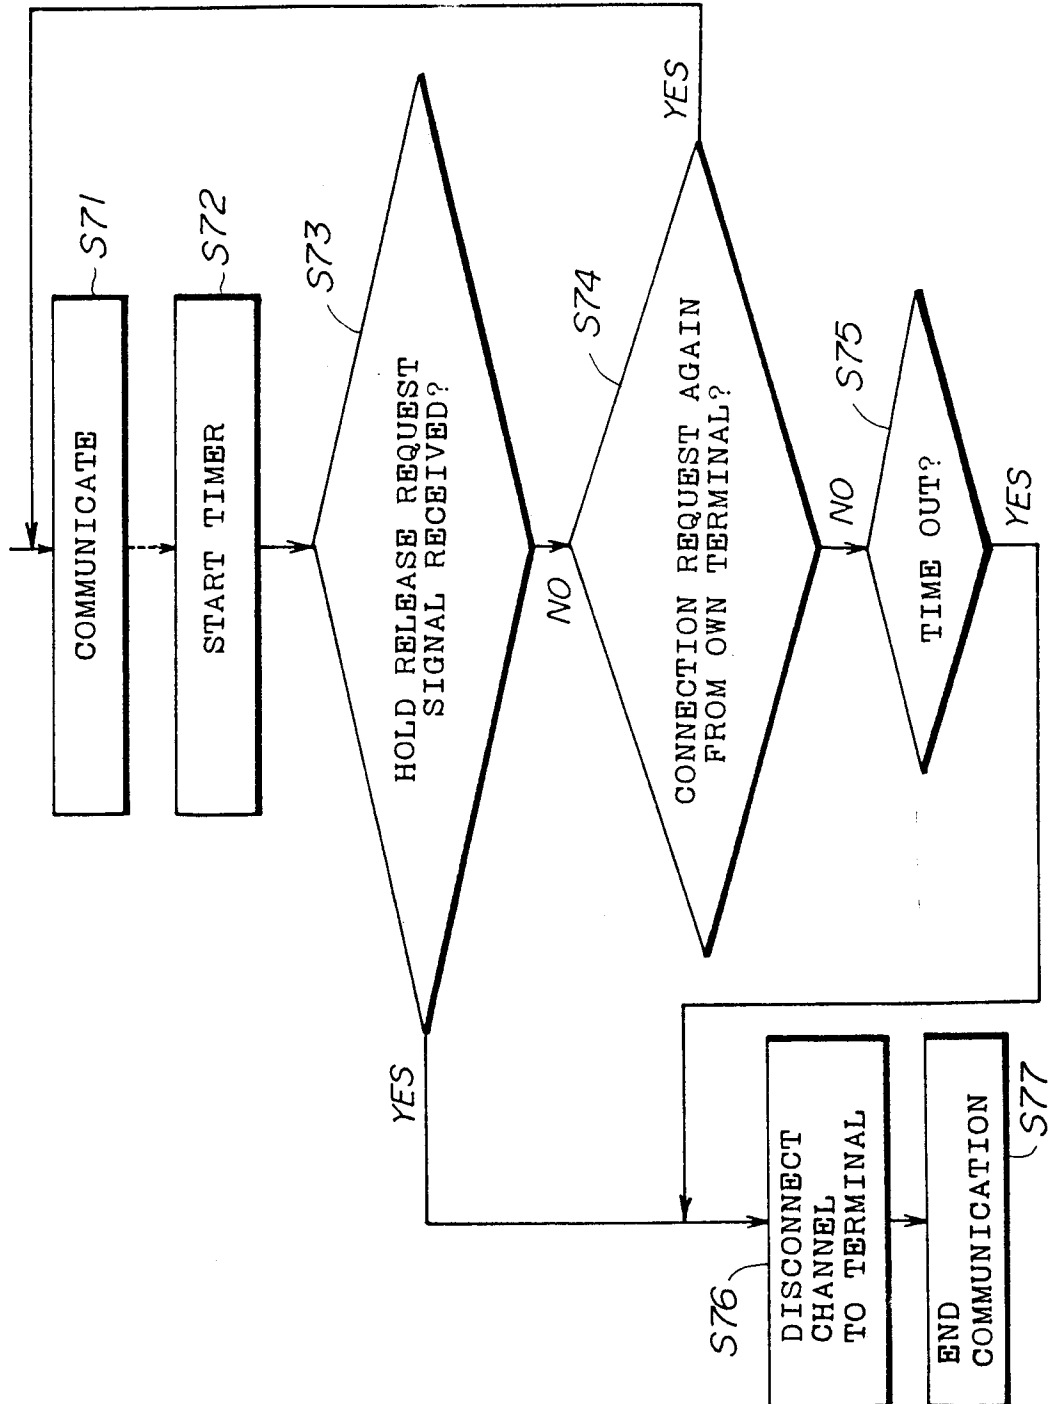 COMMUNICATE
S71
START TIMER
S72
HOLD RELEASE REQUEST
SIGNAL RECEIVED?
S73
YES
NO
CONNECTION REQUEST AGAIN
FROM OWN TERMINAL?
S74
YES
NO
TIME OUT?
S75
YES
DISCONNECT
CHANNEL
TO TERMINAL
S76
END
COMMUNICATION
S77